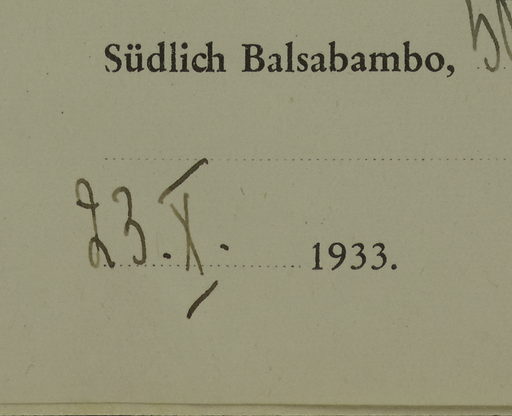 Südlich Balsabambo,
23. X. 1933.